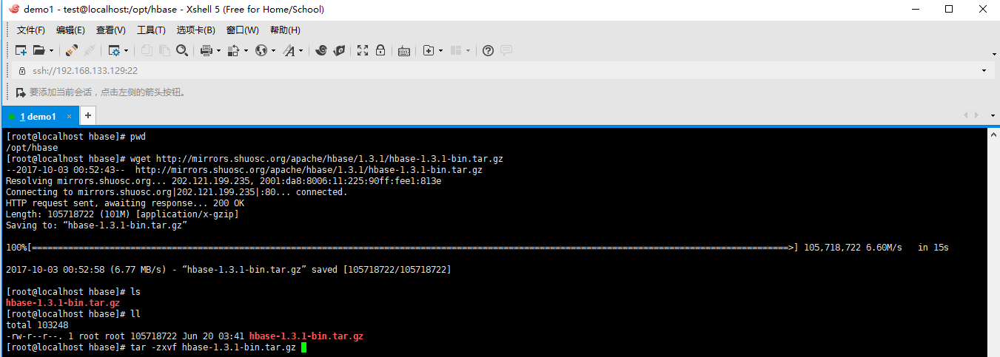 demo1 - test@localhost:/opt/hbase - Xshell 5 (Free for Home/School)
文件(F) 编辑(E) 查看(V) 工具(T) 选项卡(B) 窗口(W) 帮助(H)
ssh://192.168.133.129:22
要添加当前会话，点击左侧的箭头按钮。
1 demo1 × +
[root@localhost hbase]# pwd
/opt/hbase
[root@localhost hbase]# wget http://mirrors.shuosc.org/apache/hbase/1.3.1/hbase-1.3.1-bin.tar.gz
--2017-10-03 00:52:43--  http://mirrors.shuosc.org/apache/hbase/1.3.1/hbase-1.3.1-bin.tar.gz
Resolving mirrors.shuosc.org... 202.121.199.235, 2001:da8:8006:11:225:90ff:fee1:813e
Connecting to mirrors.shuosc.org|202.121.199.235|:80... connected.
HTTP request sent, awaiting response... 200 OK
Length: 105718722 (101M) [application/x-gzip]
Saving to: “hbase-1.3.1-bin.tar.gz”
100%[=================================================================================================================================================>] 105,718,722 6.60M/s   in 15s
2017-10-03 00:52:58 (6.77 MB/s) - “hbase-1.3.1-bin.tar.gz” saved [105718722/105718722]
[root@localhost hbase]# ls
hbase-1.3.1-bin.tar.gz
[root@localhost hbase]# ll
total 103248
-rw-r--r--. 1 root root 105718722 Jun 20 03:41 hbase-1.3.1-bin.tar.gz
[root@localhost hbase]# tar -zxvf hbase-1.3.1-bin.tar.gz